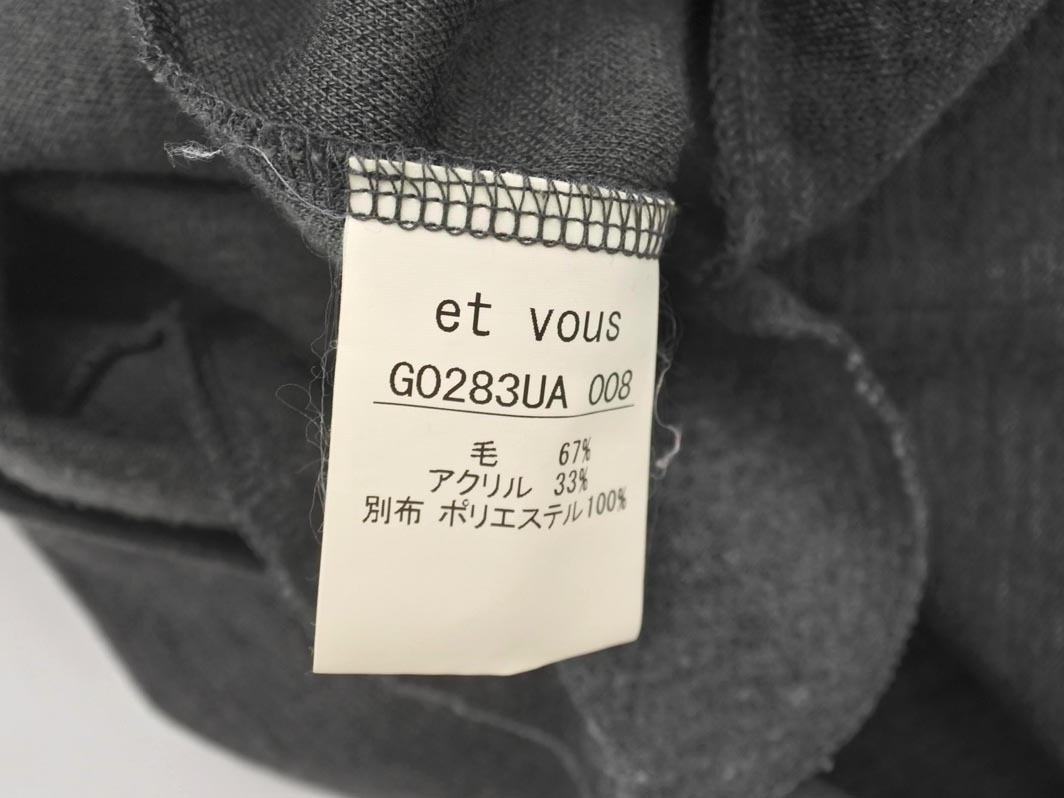 et vous
G0283UA 008
毛 67%
アクリル 33%
別布 ポリエステル100%